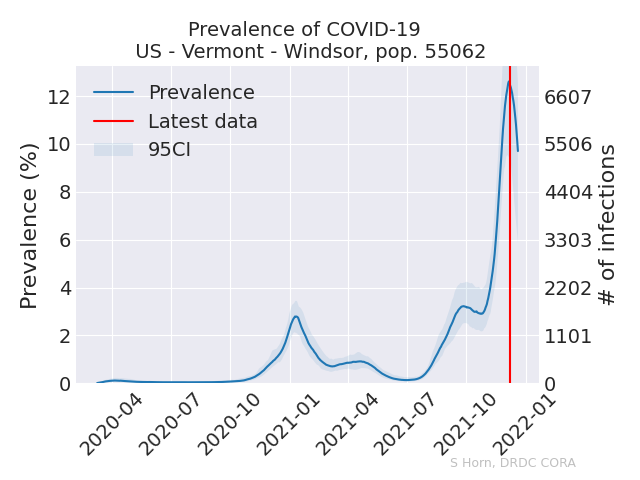 Prevalence of COVID-19
US - Vermont - Windsor, pop. 55062
Prevalence
Latest data
95CI
Prevalence (%)
12
10
8
6
4
2
0
6607
5506
4404
3303
2202
1101
0
# of infections
2020-04
2020-07
2020-10
2021-01
2021-04
2021-07
2021-10
2022-01
S Horn, DRDC CORA